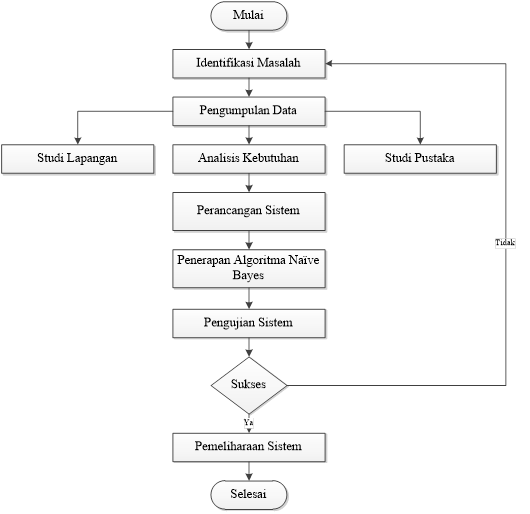 Mulai
Identifikasi Masalah
Pengumpulan Data
Studi Lapangan
Analisis Kebutuhan
Studi Pustaka
Perancangan Sistem
Tidak
Penerapan Algoritma Naïve
Bayes
Pengujian Sistem
Sukses
Ya
Pemeliharaan Sistem
Selesai